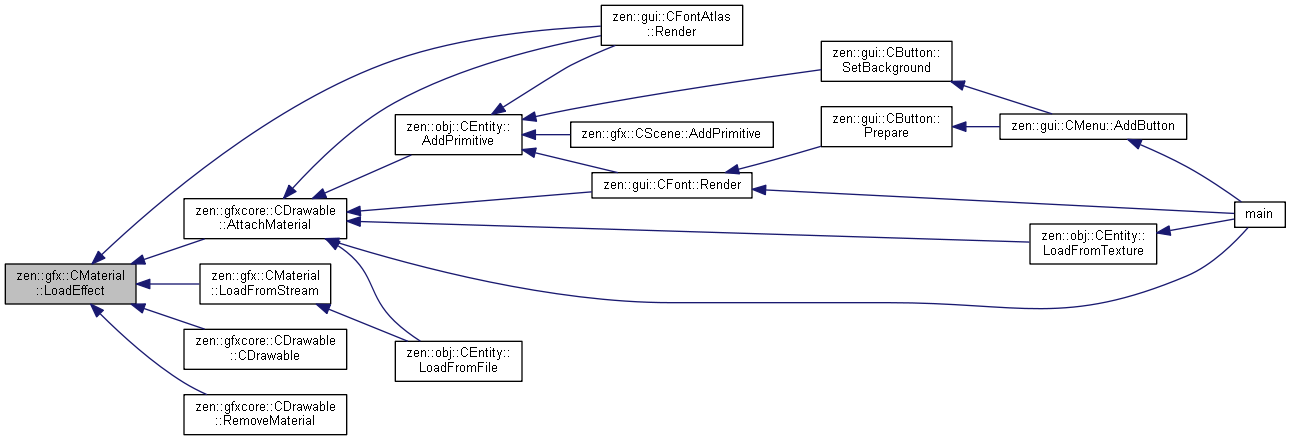 zen::gui::CFontAtlas
::Render
zen::gui::CButton::
SetBackground
zen::obj::CEntity::
AddPrimitive
zen::gfx::CScene::AddPrimitive
zen::gui::CButton::
Prepare
zen::gui::CMenu::AddButton
zen::gui::CFont::Render
zen::gfxcore::CDrawable
::AttachMaterial
main
zen::obj::CEntity::
LoadFromTexture
zen::gfx::CMaterial
::LoadEffect
zen::gfx::CMaterial
::LoadFromStream
zen::gfxcore::CDrawable
::CDrawable
zen::obj::CEntity::
LoadFromFile
zen::gfxcore::CDrawable
::RemoveMaterial